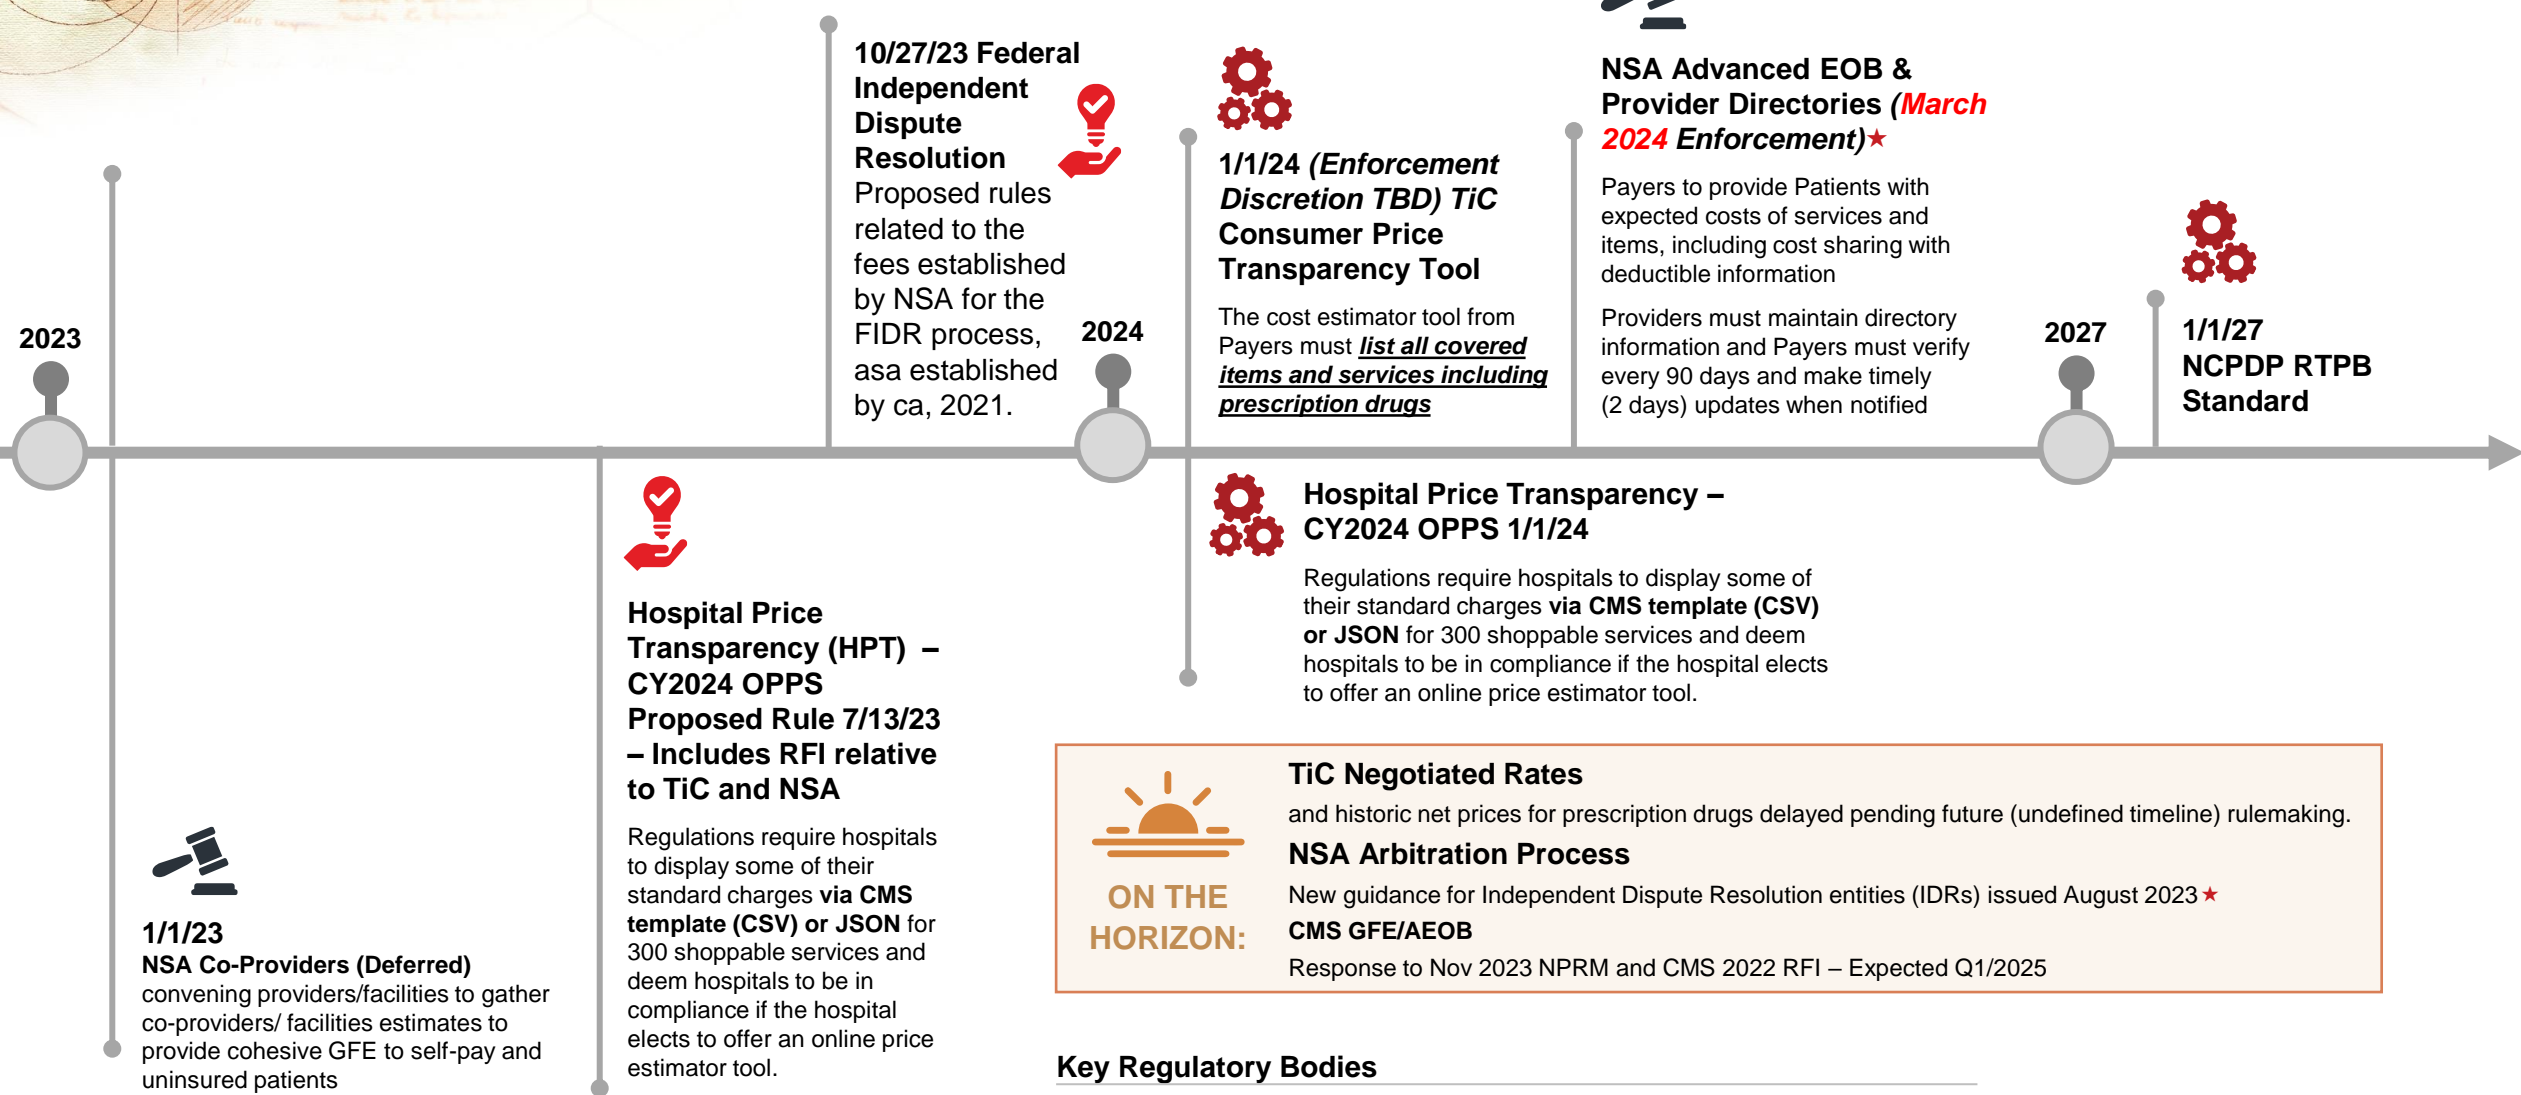 10/27/23 Federal
Independent
Dispute
Resolution
Proposed rules
related to the
fees established
by NSA for the
FIDR process,
asa established
by ca, 2021.
1/1/24 (Enforcement
Discretion TBD) TiC
Consumer Price
Transparency Tool
The cost estimator tool from
Payers must list all covered
items and services including
prescription drugs
NSA Advanced EOB &
Provider Directories (March
2024 Enforcement)★
Payers to provide Patients with
expected costs of services and
items, including cost sharing with
deductible information
Providers must maintain directory
information and Payers must verify
every 90 days and make timely
(2 days) updates when notified
1/1/27
NCPDP RTPB
Standard
2023
2024
2027
Hospital Price Transparency –
CY2024 OPPS 1/1/24
Regulations require hospitals to display some of
their standard charges via CMS template (CSV)
or JSON for 300 shoppable services and deem
hospitals to be in compliance if the hospital elects
to offer an online price estimator tool.
Hospital Price
Transparency (HPT) –
CY2024 OPPS
Proposed Rule 7/13/23
– Includes RFI relative
to TiC and NSA
Regulations require hospitals
to display some of their
standard charges via CMS
template (CSV) or JSON for
300 shoppable services and
deem hospitals to be in
compliance if the hospital
elects to offer an online price
estimator tool.
1/1/23
NSA Co-Providers (Deferred)
convening providers/facilities to gather
co-providers/ facilities estimates to
provide cohesive GFE to self-pay and
uninsured patients
ON THE
HORIZON:
TiC Negotiated Rates
and historic net prices for prescription drugs delayed pending future (undefined timeline) rulemaking.
NSA Arbitration Process
New guidance for Independent Dispute Resolution entities (IDRs) issued August 2023★
CMS GFE/AEOB
Response to Nov 2023 NPRM and CMS 2022 RFI – Expected Q1/2025
Key Regulatory Bodies